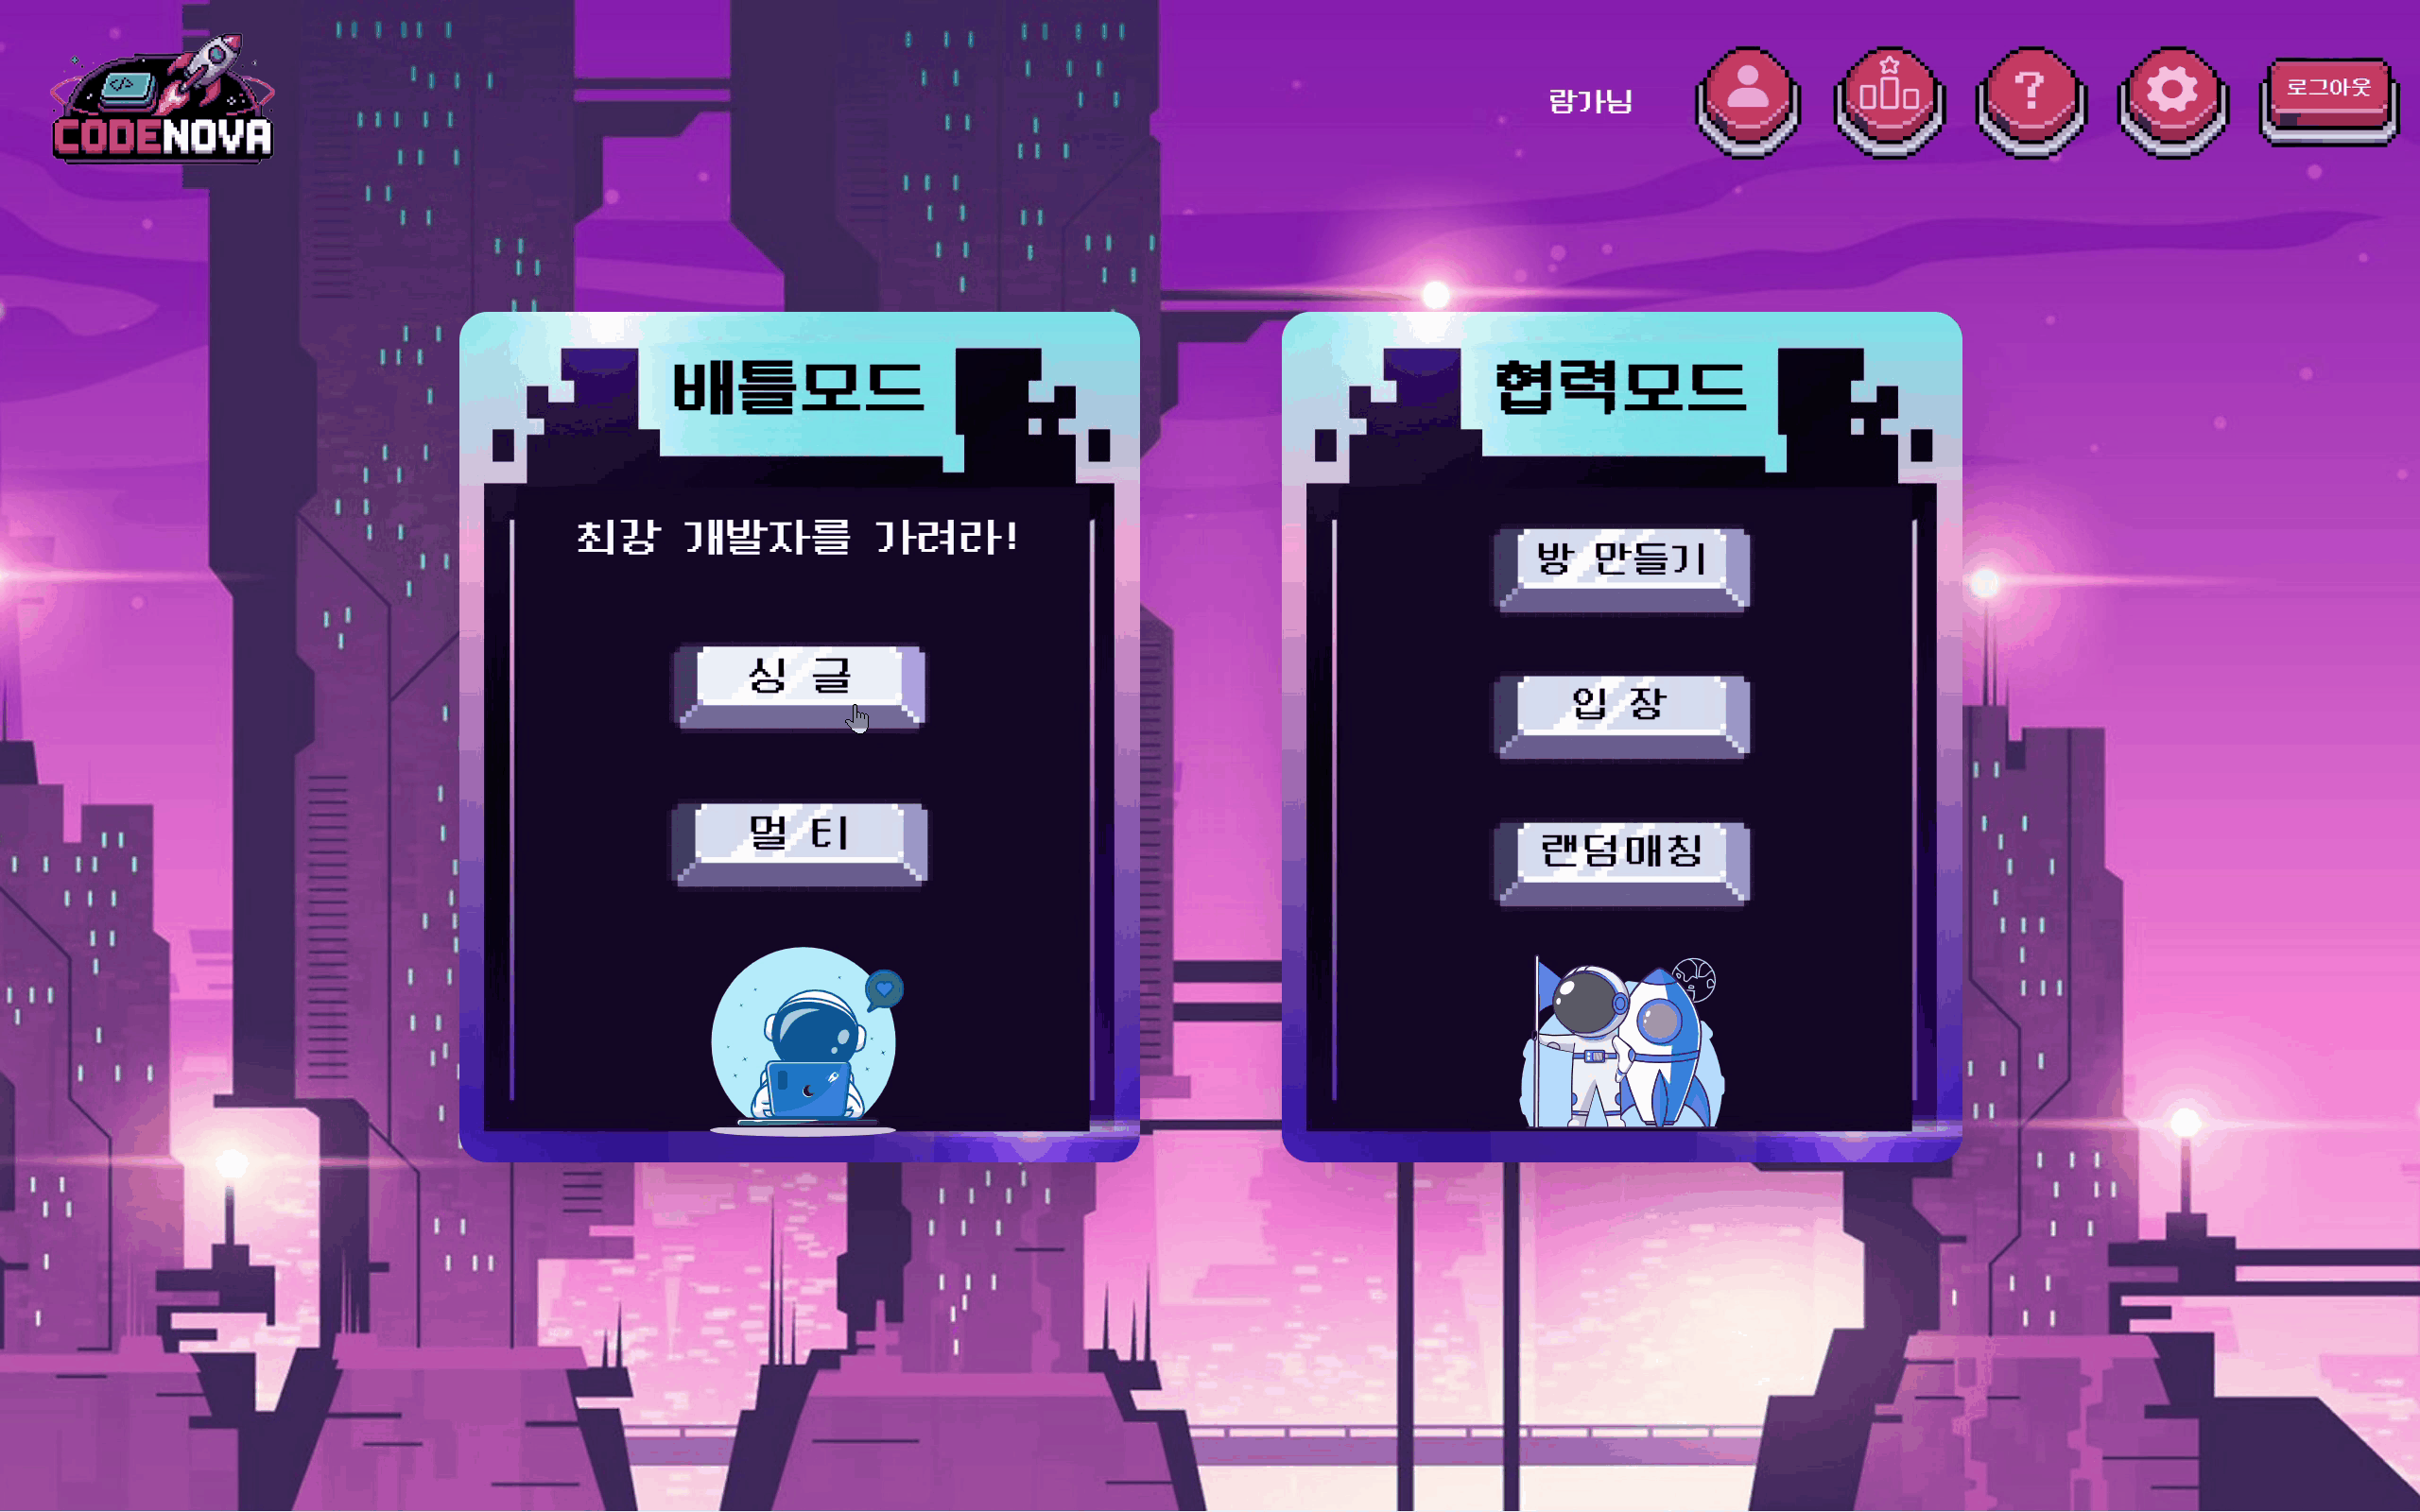 </>
CODENOVA
람가님
?
로그아웃
배틀모드
최강 개발자를 가려라!
싱 글
멀 티
협력모드
방 만들기
입 장
랜덤매칭